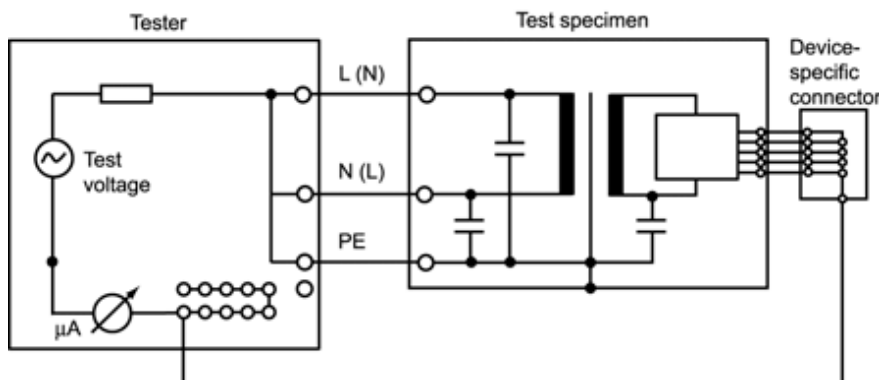 Tester
Test specimen
Device-
specific
connector
L (N)
Test
voltage
N (L)
PE
µA